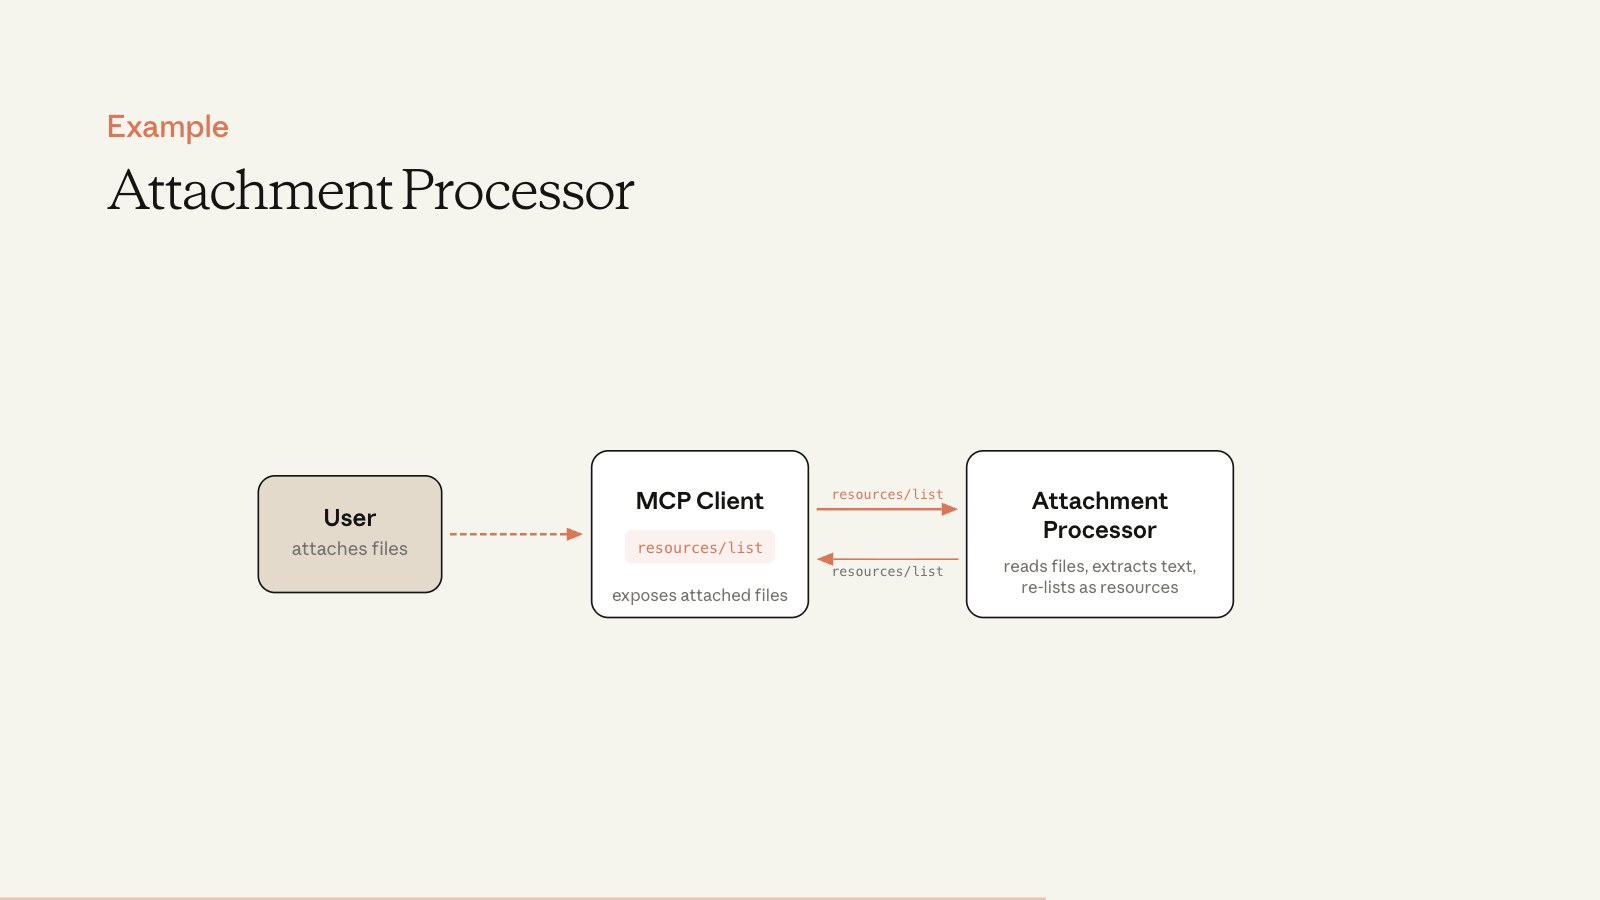 Example
Attachment Processor
User
attaches files
MCP Client
resources/list
exposes attached files
resources/list
resources/list
Attachment
Processor
reads files, extracts text,
re-lists as resources